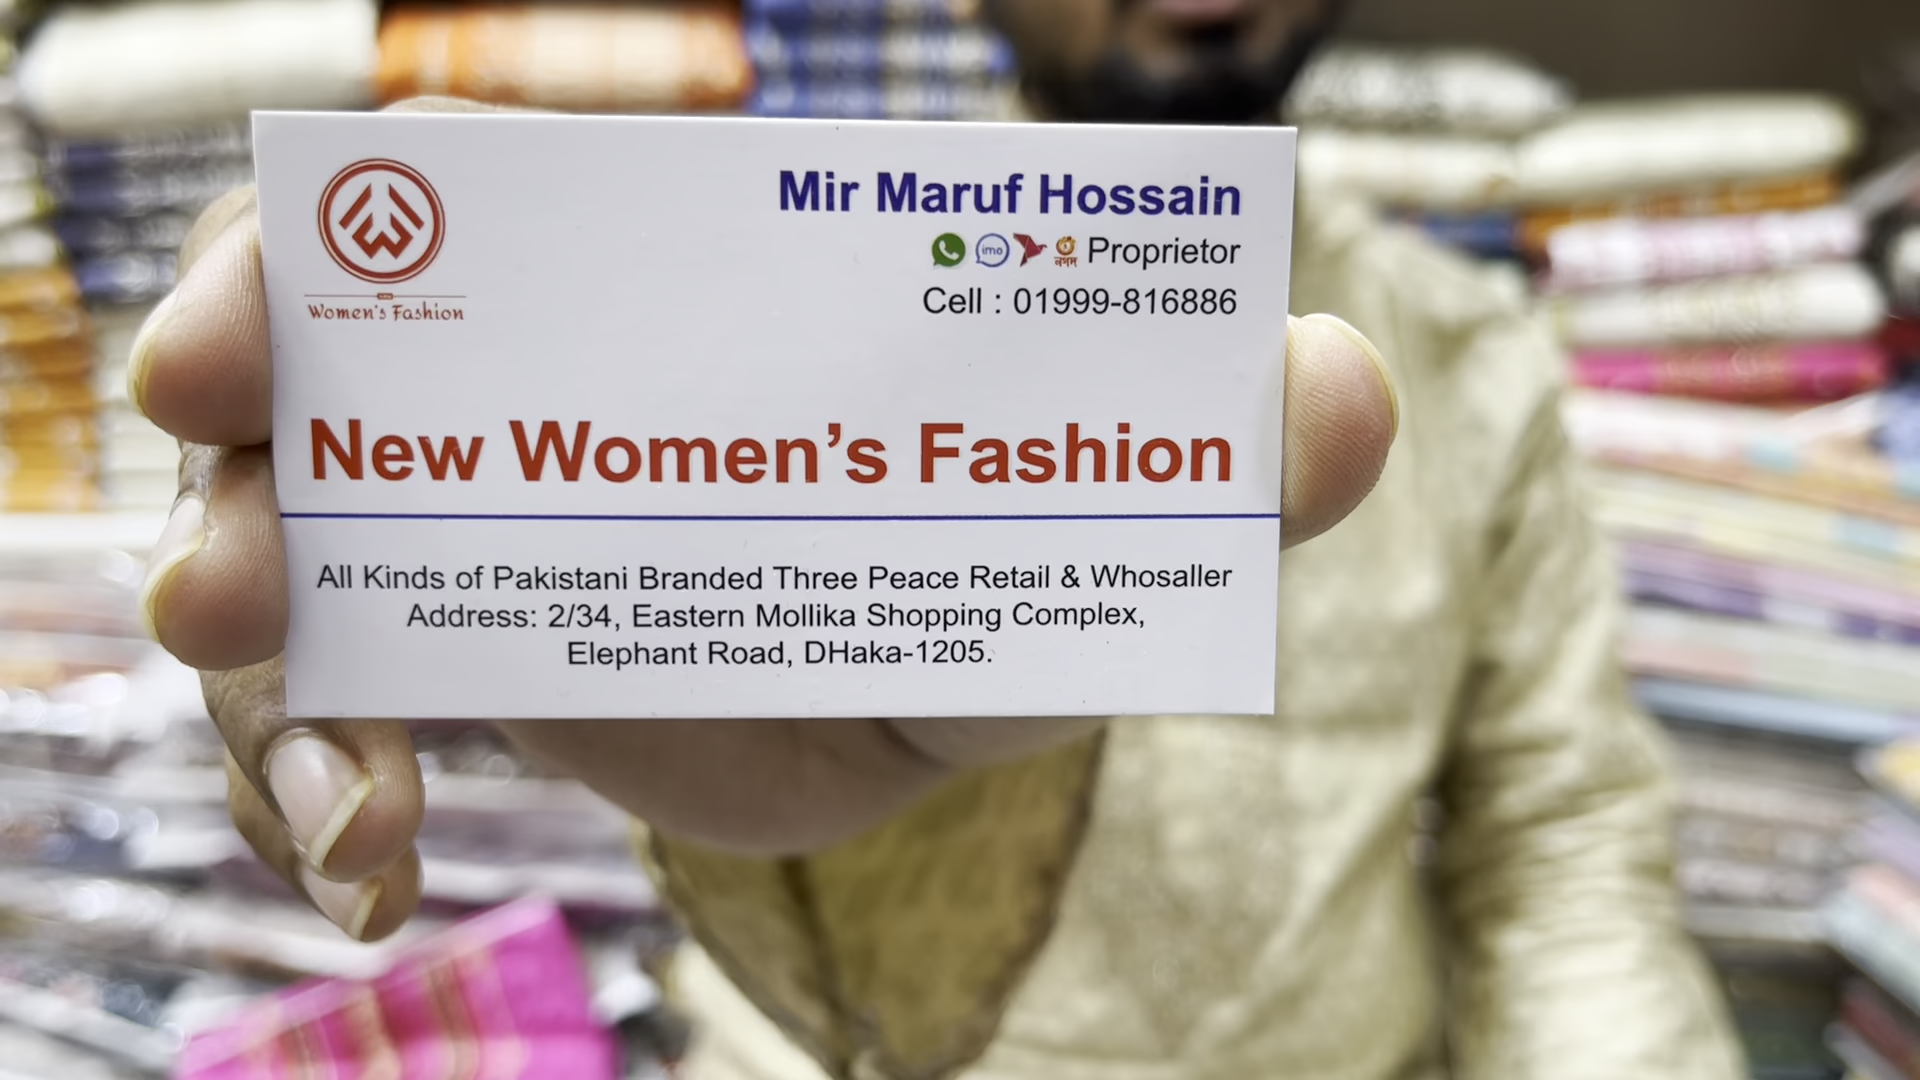 Women's Fashion
Mir Maruf Hossain
imo নগদ Proprietor
Cell : 01999-816886
New Women's Fashion
All Kinds of Pakistani Branded Three Peace Retail & Whosaller
Address: 2/34, Eastern Mollika Shopping Complex,
Elephant Road, DHaka-1205.